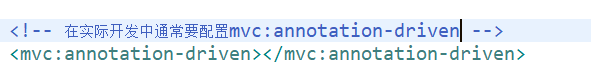 <!-- 在实际开发中通常要配置mvc:annotation-driven -->
<mvc:annotation-driven></mvc:annotation-driven>